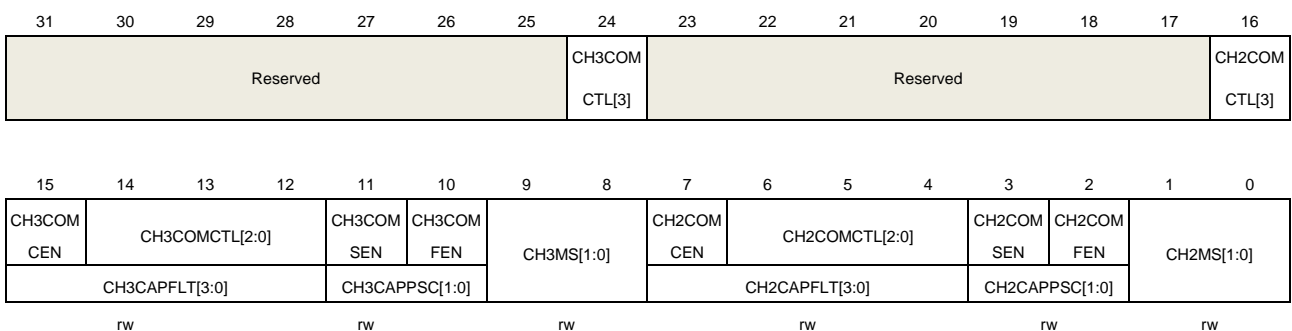 31 30 29 28 27 26 25 24 23 22 21 20 19 18 17 16
Reserved CH3COM CTL[3] Reserved CH2COM CTL[3]
15 14 13 12 11 10 9 8 7 6 5 4 3 2 1 0
CH3COM CEN CH3COMCTL[2:0] CH3COM SEN CH3COM FEN CH3MS[1:0] CH2COM CEN CH2COMCTL[2:0] CH2COM SEN CH2COM FEN CH2MS[1:0]
CH3CAPFLT[3:0] CH3CAPPSC[1:0] CH2CAPFLT[3:0] CH2CAPPSC[1:0]
rw rw rw rw rw rw